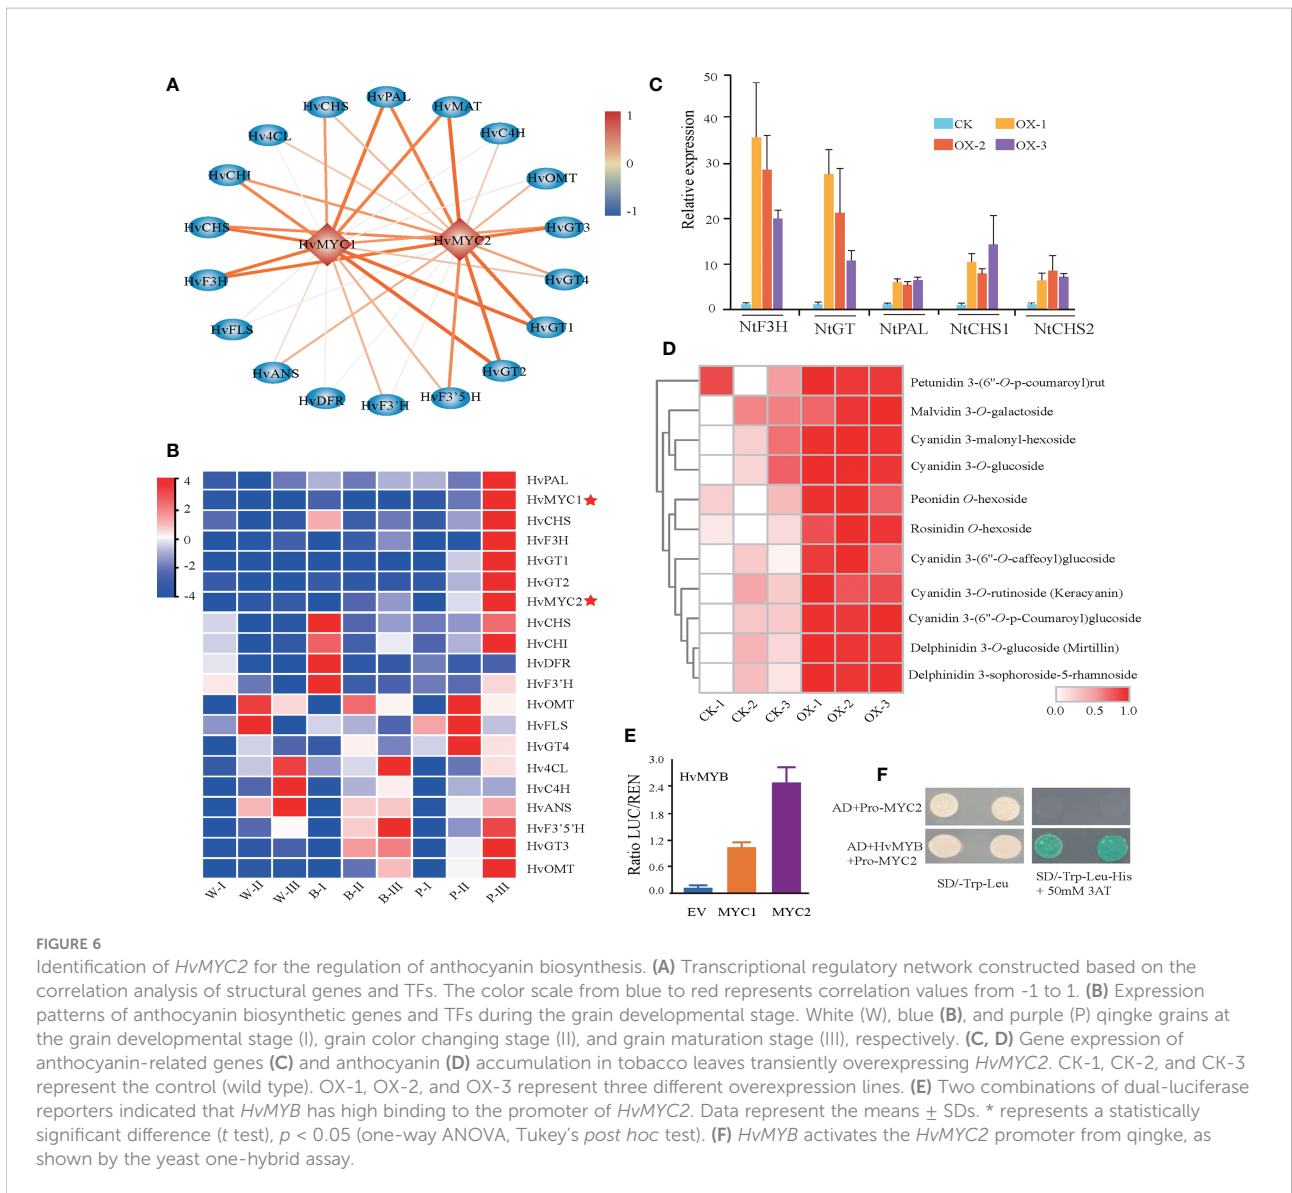 A
HvPAL
HvCHS
HvMAT
Hv4CL
HvC4H
HvCHI
HvOMT
HvCHS
HvGT3
HvMYC1
HvMYC2
HvF3H
HvGT4
HvFLS
HvGT1
HvANS
HvGT2
HvDFR
HvF3'H
HvF3'5'H
1
0
-1
B
4
2
0
-2
-4
HvPAL
HvMYC1★
HvCHS
HvF3H
HvGT1
HvGT2
HvMYC2★
HvCHS
HvCHI
HvDFR
HvF3'H
HvOMT
HvFLS
HvGT4
Hv4CL
HvC4H
HvANS
HvF3'5'H
HvGT3
HvOMT
W-I W-II W-III B-I B-II B-III P-I P-II P-III
C
Relative expression
50
30
20
10
0
CK OX-1
OX-2 OX-3
NtF3H NtGT NtPAL NtCHS1 NtCHS2
D
Petunidin 3-(6"-O-p-coumaroyl)rut
Malvidin 3-O-galactoside
Cyanidin 3-malonyl-hexoside
Cyanidin 3-O-glucoside
Peonidin O-hexoside
Rosinidin O-hexoside
Cyanidin 3-(6"-O-caffeoyl)glucoside
Cyanidin 3-O-rutinoside (Keracyanin)
Cyanidin 3-(6"-O-p-Coumaroyl)glucoside
Delphinidin 3-O-glucoside (Mirtillin)
Delphinidin 3-sophoroside-5-rhamnoside
CK-1 CK-2 CK-3 OX-1 OX-2 OX-3
0.0 0.5 1.0
E
Ratio LUC/REN
3.0
2.4
1.8
1.2
0.6
0.0
HvMYB
EV MYC1 MYC2
F
AD+Pro-MYC2
AD+HvMYB
+Pro-MYC2
SD/-Trp-Leu
SD/-Trp-Leu-His
+ 50mM 3AT
FIGURE 6
Identification of HvMYC2 for the regulation of anthocyanin biosynthesis. (A) Transcriptional regulatory network constructed based on the
correlation analysis of structural genes and TFs. The color scale from blue to red represents correlation values from -1 to 1. (B) Expression
patterns of anthocyanin biosynthetic genes and TFs during the grain developmental stage. White (W), blue (B), and purple (P) qingke grains at
the grain developmental stage (I), grain color changing stage (II), and grain maturation stage (III), respectively. (C, D) Gene expression of
anthocyanin-related genes (C) and anthocyanin (D) accumulation in tobacco leaves transiently overexpressing HvMYC2. CK-1, CK-2, and CK-3
represent the control (wild type). OX-1, OX-2, and OX-3 represent three different overexpression lines. (E) Two combinations of dual-luciferase
reporters indicated that HvMYB has high binding to the promoter of HvMYC2. Data represent the means ± SDs. * represents a statistically
significant difference (t test), p < 0.05 (one-way ANOVA, Tukey's post hoc test). (F) HvMYB activates the HvMYC2 promoter from qingke, as
shown by the yeast one-hybrid assay.